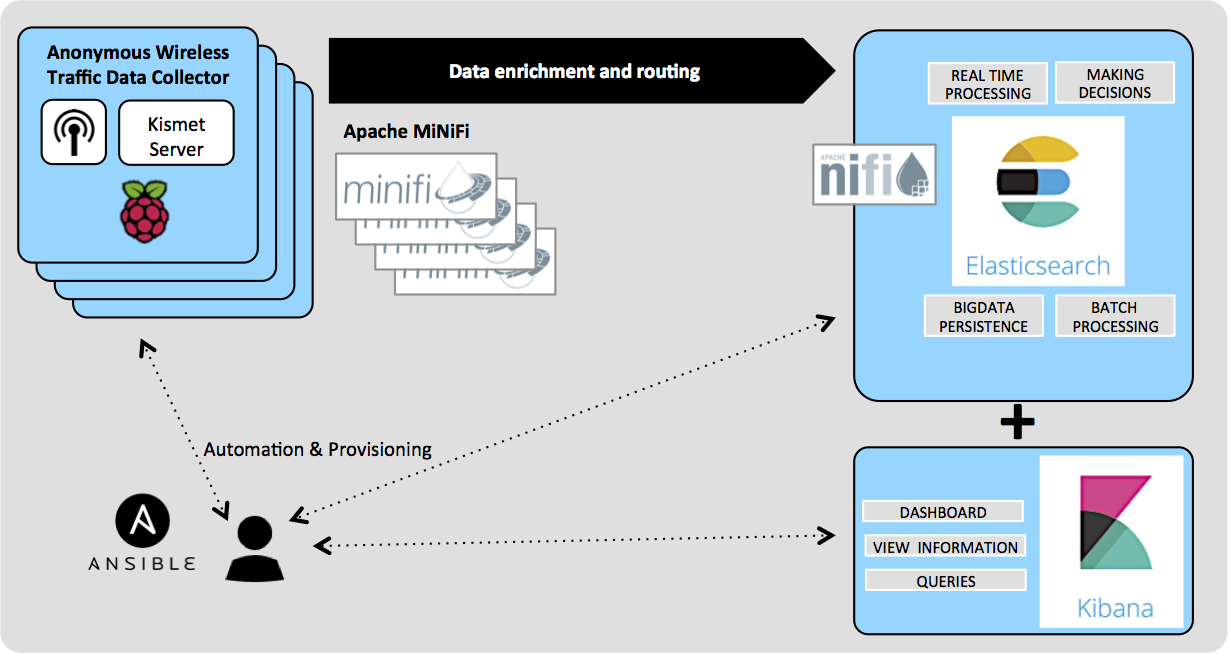 Anonymous Wireless
Traffic Data Collector
Kismet
Server
Data enrichment and routing
Apache MiNiFi
minifi
REAL TIME
PROCESSING
MAKING
DECISIONS
APACHE
nifi
Elasticsearch
BIGDATA
PERSISTENCE
BATCH
PROCESSING
+
Automation & Provisioning
ANSIBLE
DASHBOARD
VIEW INFORMATION
QUERIES
Kibana